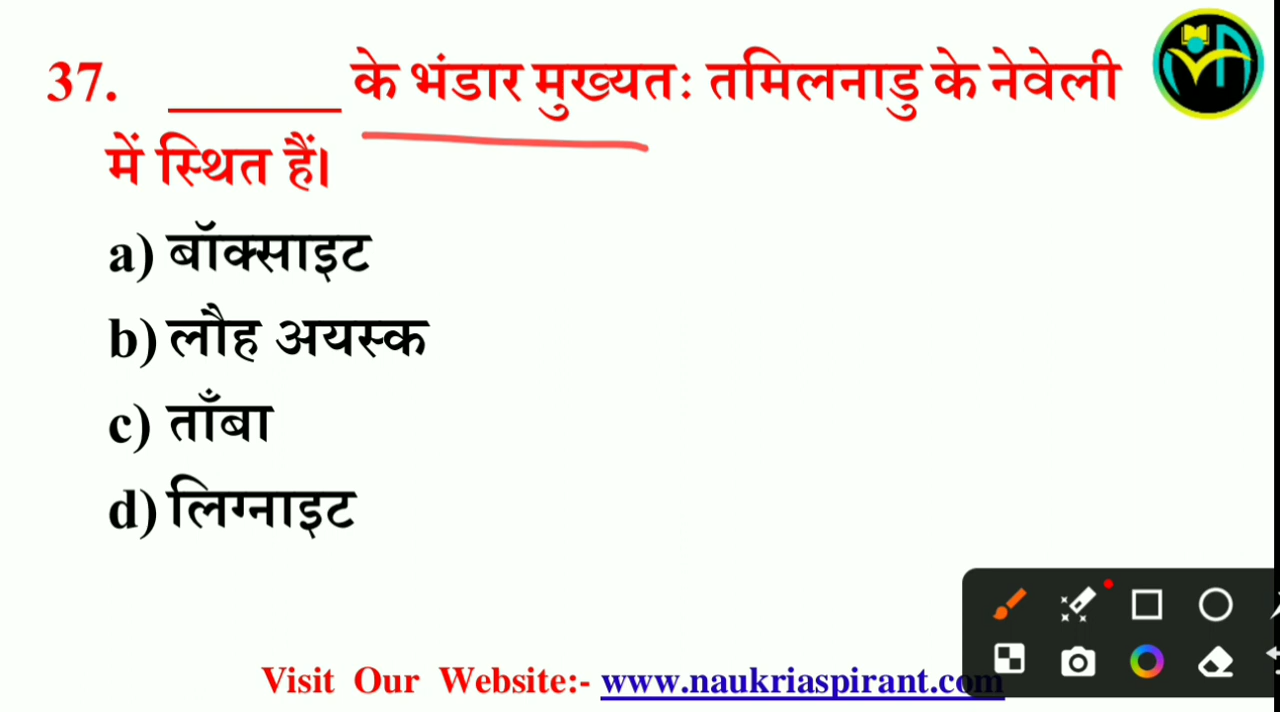 37. ______ के भंडार मुख्यतः तमिलनाडु के नेवेली
में स्थित हैं।
a) बॉक्साइट
b) लौह अयस्क
c) ताँबा
d) लिग्नाइट
Visit Our Website:- www.naukriaspirant.com